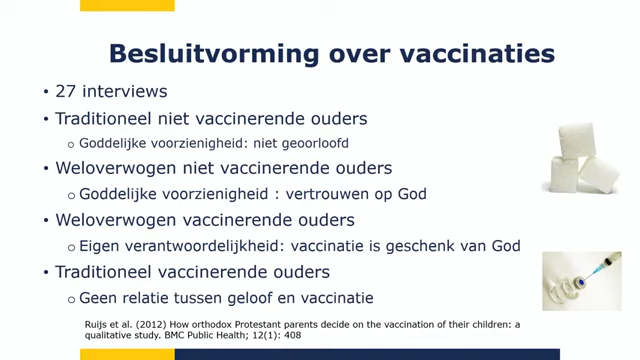 Besluitvorming over vaccinaties
• 27 interviews
• Traditioneel niet vaccinerende ouders
o Goddelijke voorzienigheid: niet geoorloofd
• Weloverwogen niet vaccinerende ouders
o Goddelijke voorzienigheid : vertrouwen op God
• Weloverwogen vaccinerende ouders
o Eigen verantwoordelijkheid: vaccinatie is geschenk van God
• Traditioneel vaccinerende ouders
o Geen relatie tussen geloof en vaccinatie
Ruijs et al. (2012) How orthodox Protestant parents decide on the vaccination of their children: a
qualitative study. BMC Public Health; 12(1): 408